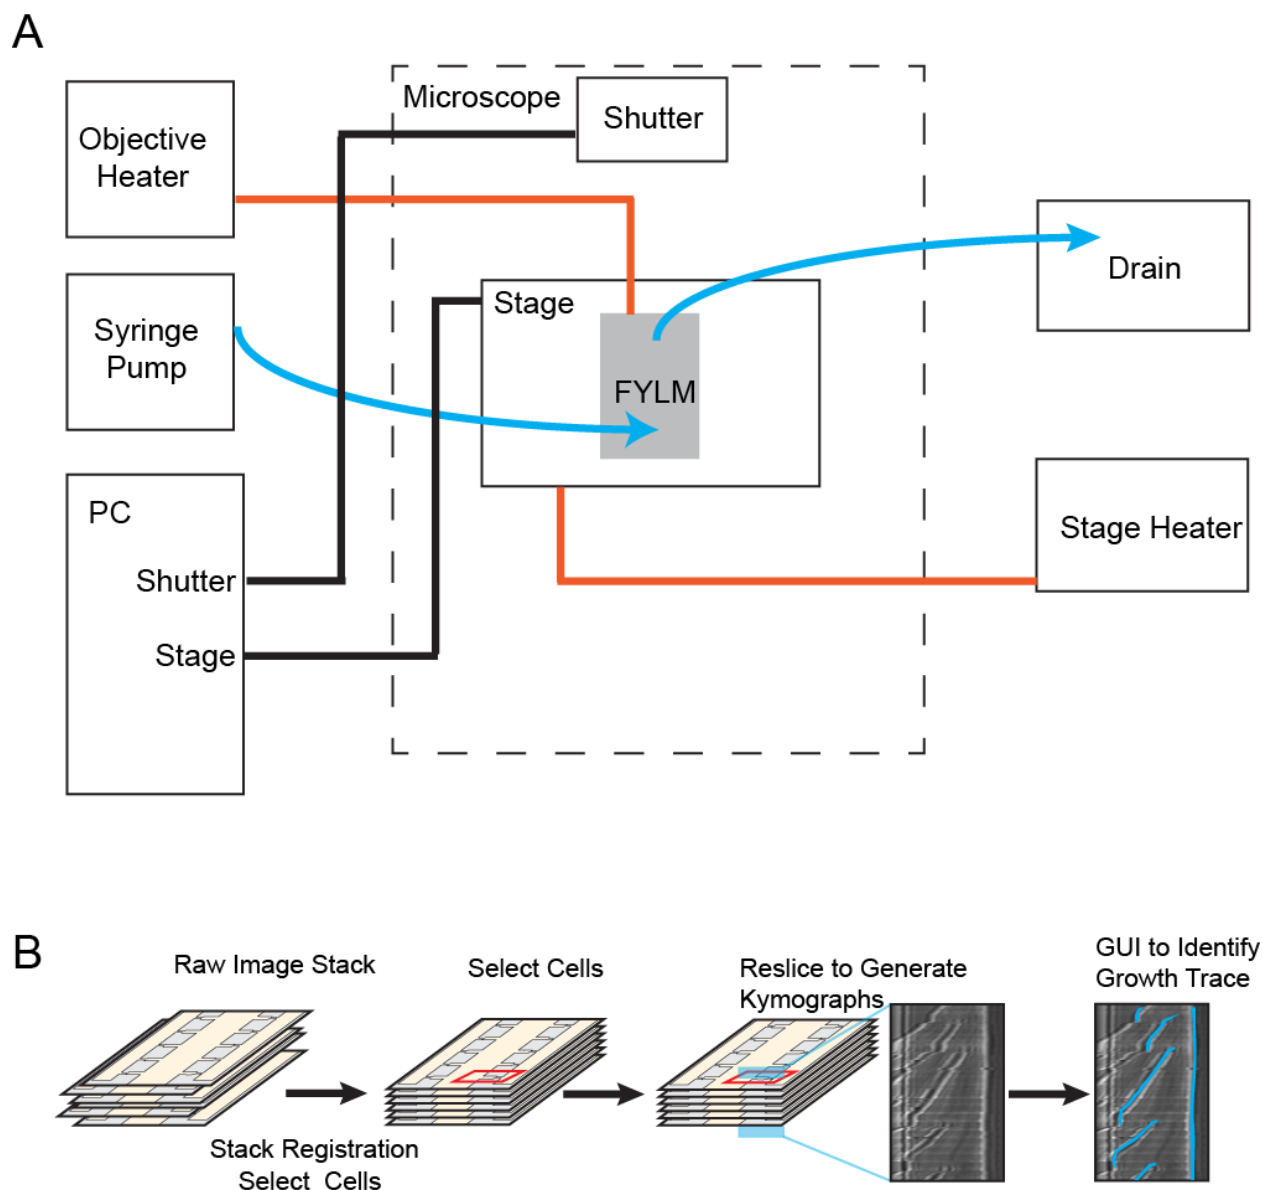 A
Microscope
Shutter
Objective
Heater
Syringe
Pump
Stage
FYLM
Drain
PC
Shutter
Stage
Stage Heater
B
Raw Image Stack
Select Cells
Reslice to Generate
Kymographs
GUI to Identify
Growth Trace
Stack Registration
Select Cells